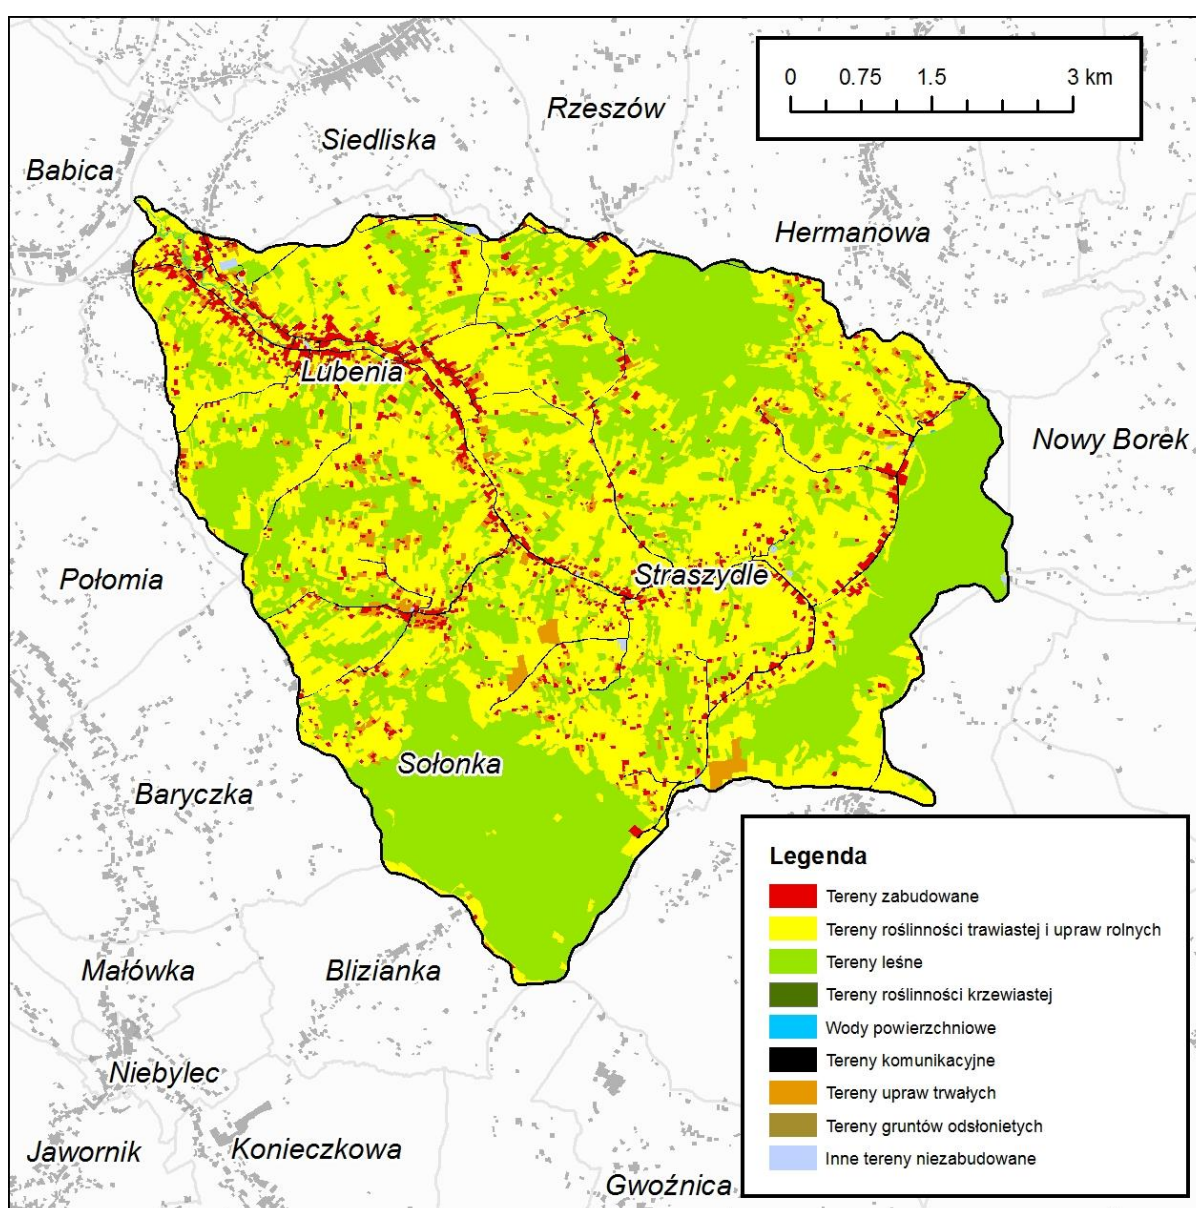 0 0.75 1.5 3 km
Rzeszów
Siedliska
Babica
Hermanowa
Lubenia
Nowy Borek
Połomia
Straszydle
Sołonka
Baryczka
Legenda
Tereny zabudowane
Tereny roślinności trawiastej i upraw rolnych
Tereny leśne
Tereny roślinności krzewiastej
Wody powierzchniowe
Tereny komunikacyjne
Tereny upraw trwałych
Tereny gruntów odsłonietych
Inne tereny niezabudowane
Małówka
Blizianka
Niebylec
Jawornik
Konieczkowa
Gwoźnica